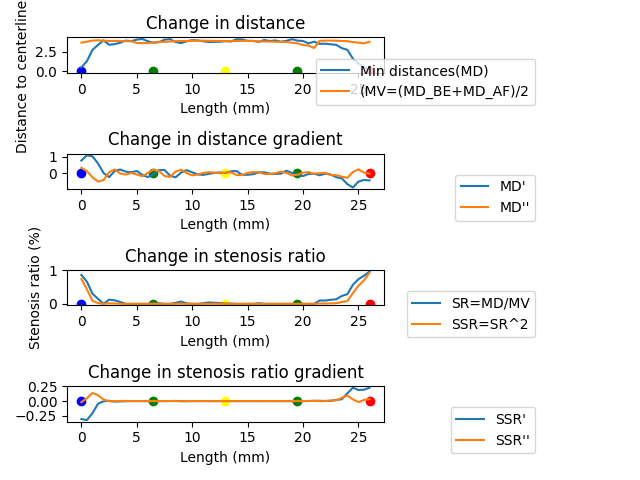 Change in distance
Distance to centerline
2.5
0.0
0 5 10 15 20
Length (mm)
Min distances(MD)
(MV=(MD_BE+MD_AF)/2
Change in distance gradient
1
0
0 5 10 15 20 25
Length (mm)
MD'
MD''
Change in stenosis ratio
Stenosis ratio (%)
1
0
0 5 10 15 20 25
Length (mm)
SR=MD/MV
SSR=SR^2
Change in stenosis ratio gradient
0.25
0.00
−0.25
0 5 10 15 20 25
Length (mm)
SSR'
SSR''